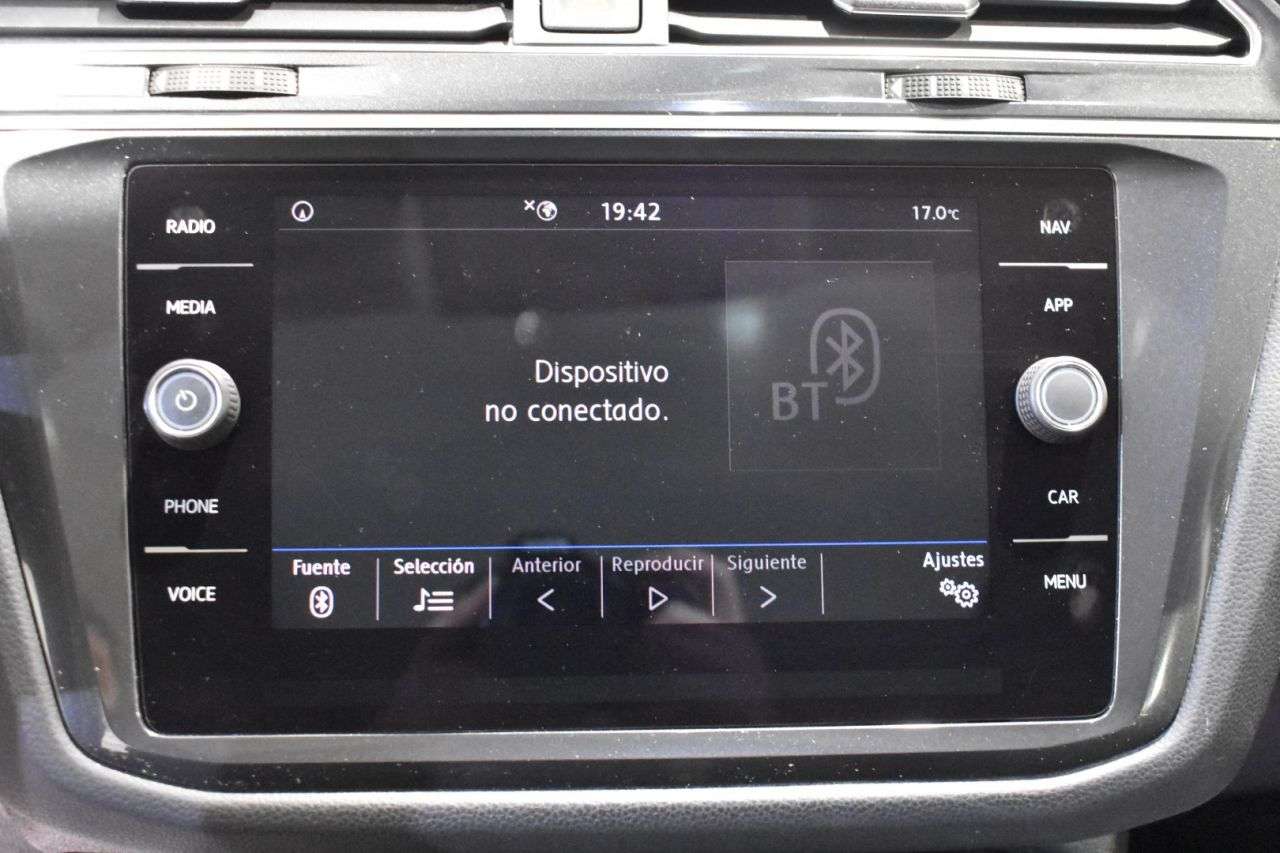 19:42
17.0°C
RADIO
MEDIA
PHONE
VOICE
Dispositivo
no conectado.
BT
NAV
APP
CAR
MENU
Fuente Selección Anterior Reproducir Siguiente Ajustes